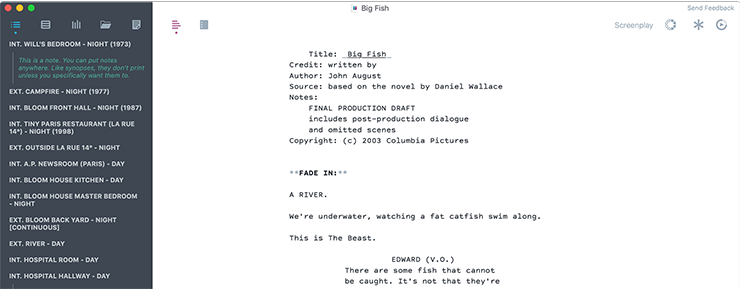 Big Fish
Send Feedback
Screenplay
INT. WILL'S BEDROOM - NIGHT (1973)
This is a note. You can put notes
anywhere. Like synopses, they don't print
unless you specifically want them to.
EXT. CAMPFIRE - NIGHT (1977)
INT. BLOOM FRONT HALL - NIGHT (1987)
INT. TINY PARIS RESTAURANT (LA RUE
14°) - NIGHT (1998)
EXT. OUTSIDE LA RUE 14° - NIGHT
INT. A.P. NEWSROOM (PARIS) - DAY
INT. BLOOM HOUSE KITCHEN - DAY
INT. BLOOM HOUSE MASTER BEDROOM
- NIGHT
EXT. BLOOM BACK YARD - NIGHT
[CONTINUOUS]
EXT. RIVER - DAY
INT. HOSPITAL ROOM - DAY
INT. HOSPITAL HALLWAY - DAY
Title: _Big Fish_
Credit: written by
Author: John August
Source: based on the novel by Daniel Wallace
Notes:
FINAL PRODUCTION DRAFT
includes post-production dialogue
and omitted scenes
Copyright: (c) 2003 Columbia Pictures
**FADE IN:**
A RIVER.
We're underwater, watching a fat catfish swim along.
This is The Beast.
EDWARD (V.O.)
There are some fish that cannot
be caught. It's not that they're